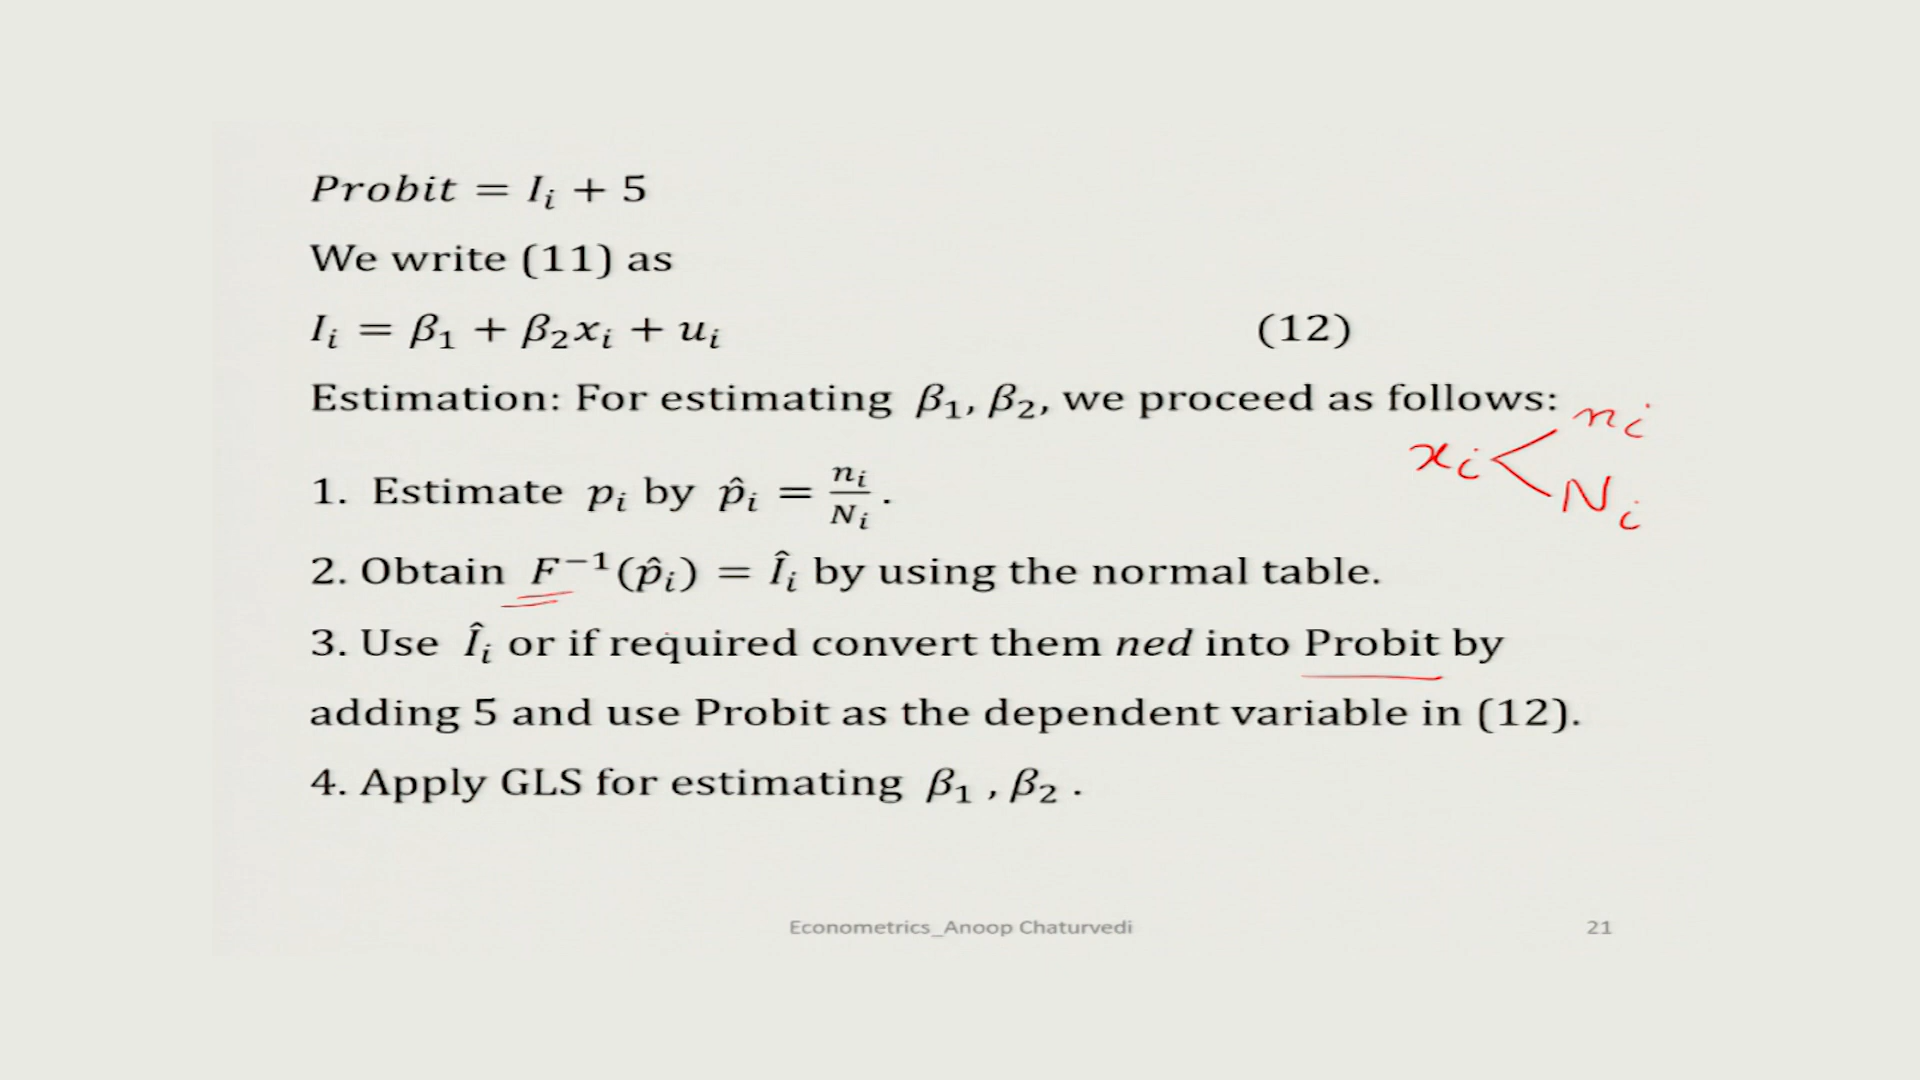 Probit = I_i + 5
We write (11) as
I_i = β_1 + β_2x_i + u_i (12)
Estimation: For estimating β_1, β_2, we proceed as follows:
n_i
x_i < N_i
1. Estimate p_i by p̂_i = n_i/N_i .
2. Obtain F^{-1}(p̂_i) = Î_i by using the normal table.
3. Use Î_i or if required convert them ned into Probit by
adding 5 and use Probit as the dependent variable in (12).
4. Apply GLS for estimating β_1 , β_2 .
Econometrics_Anoop Chaturvedi 21